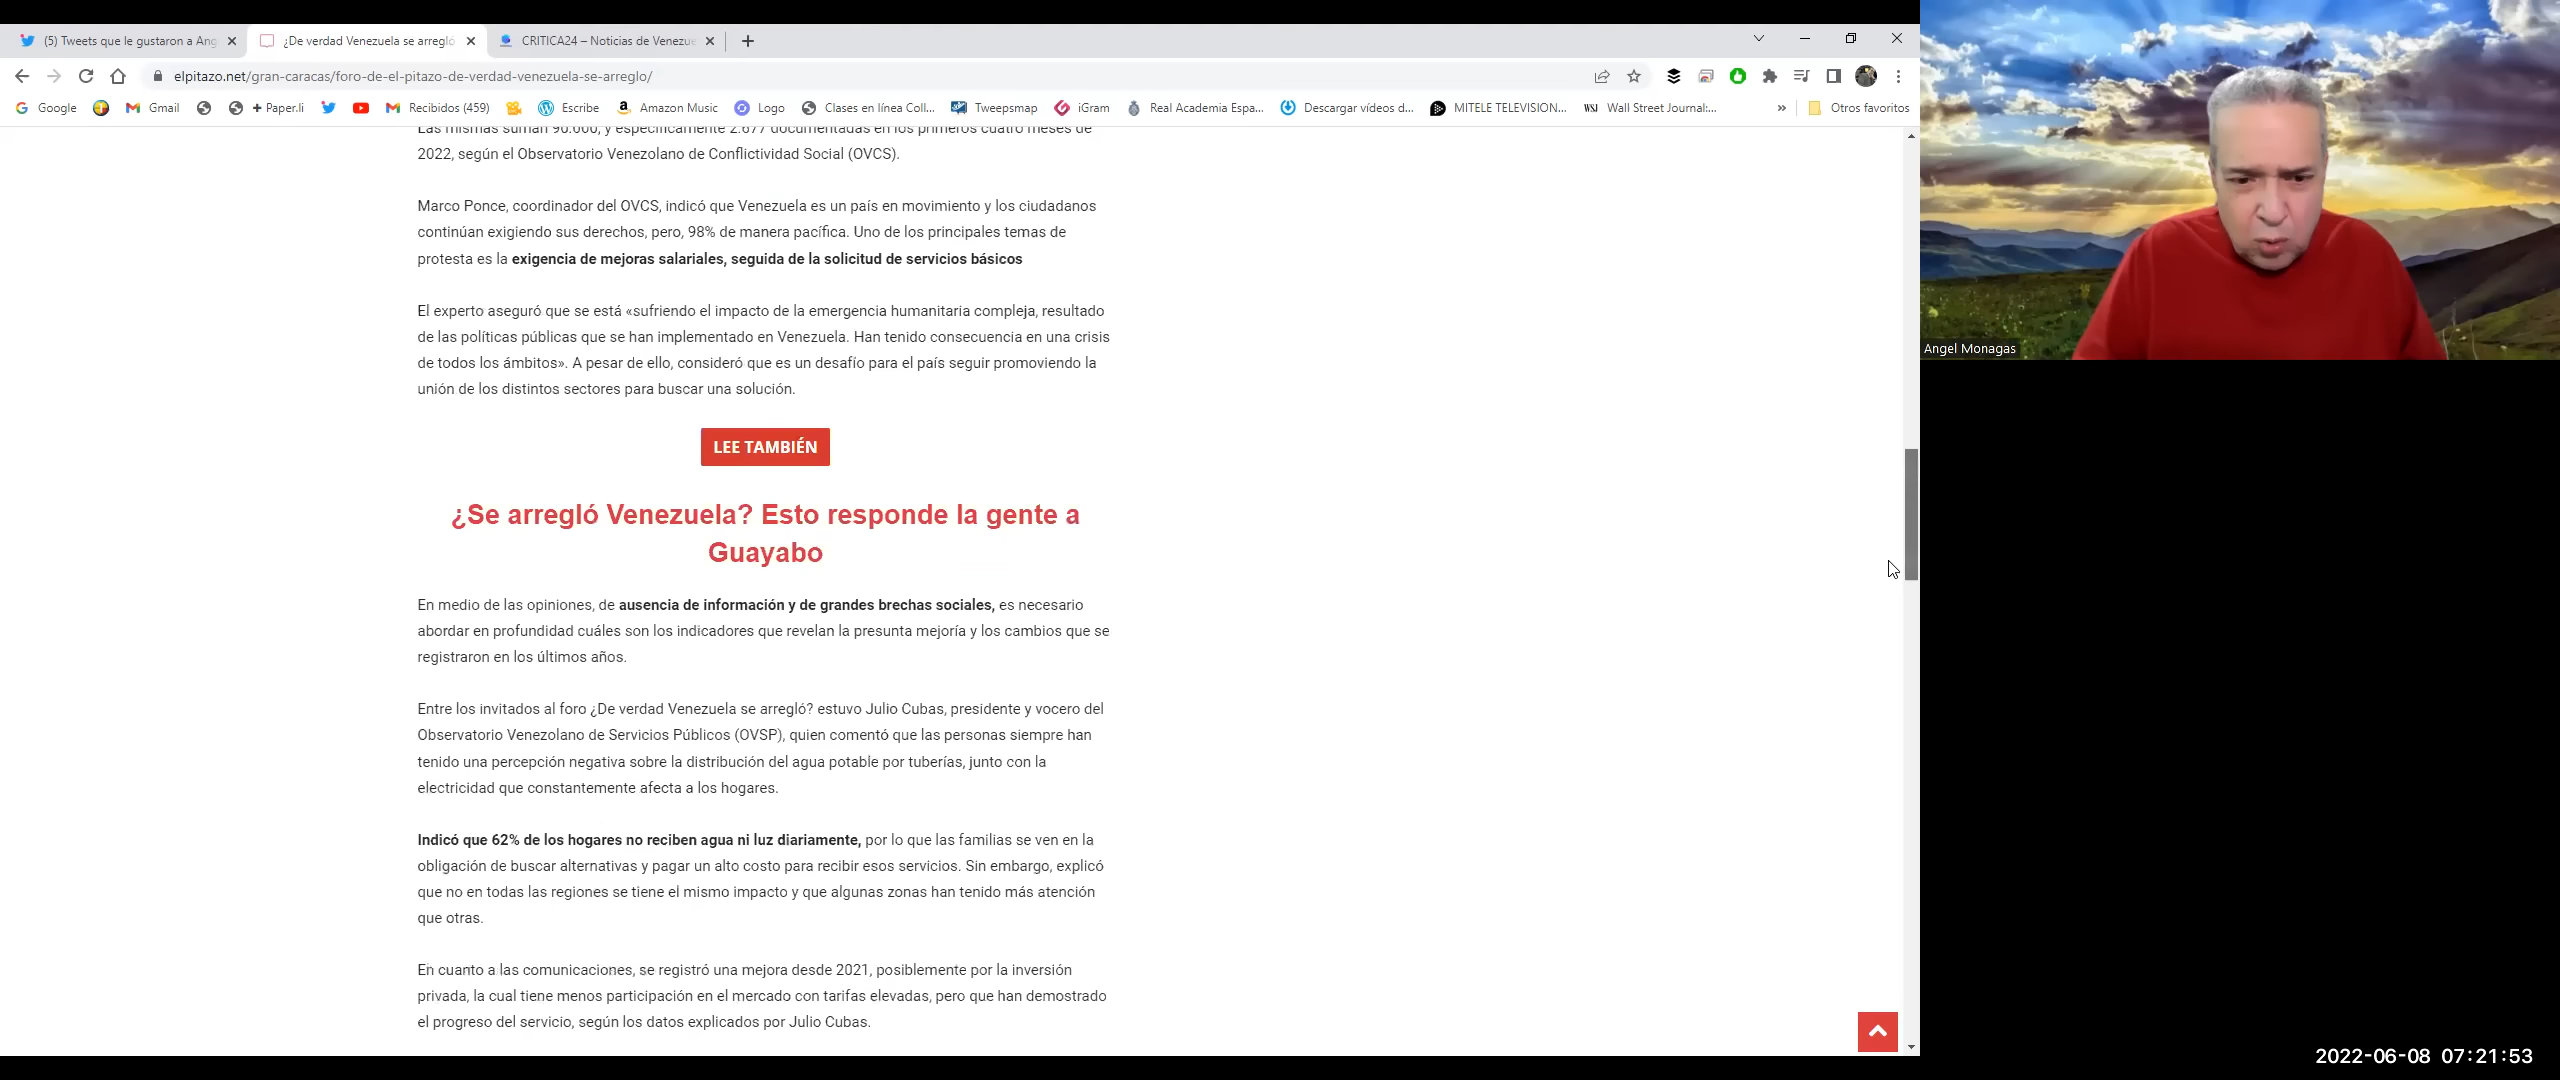 (5) Tweets que le gustaron a Ang
¿De verdad Venezuela se arregló
CRITICA24 – Noticias de Venezue
elpitazo.net/gran-caracas/foro-de-el-pitazo-de-verdad-venezuela-se-arreglo/
Google
Gmail
+ Paper.li
Recibidos (459)
Escribe
Amazon Music
Logo
Clases en línea Coll...
Tweepsmap
iGram
Real Academia Espa...
Descargar vídeos d...
MITELE TELEVISION...
WSJ Wall Street Journal:...
»
Otros favoritos
Las mismas suman 90.000, y específicamente 2.677 documentadas en los primeros cuatro meses de
2022, según el Observatorio Venezolano de Conflictividad Social (OVCS).
Marco Ponce, coordinador del OVCS, indicó que Venezuela es un país en movimiento y los ciudadanos
continúan exigiendo sus derechos, pero, 98% de manera pacífica. Uno de los principales temas de
protesta es la exigencia de mejoras salariales, seguida de la solicitud de servicios básicos
El experto aseguró que se está «sufriendo el impacto de la emergencia humanitaria compleja, resultado
de las políticas públicas que se han implementado en Venezuela. Han tenido consecuencia en una crisis
de todos los ámbitos». A pesar de ello, consideró que es un desafío para el país seguir promoviendo la
unión de los distintos sectores para buscar una solución.
LEE TAMBIÉN
¿Se arregló Venezuela? Esto responde la gente a
Guayabo
En medio de las opiniones, de ausencia de información y de grandes brechas sociales, es necesario
abordar en profundidad cuáles son los indicadores que revelan la presunta mejoría y los cambios que se
registraron en los últimos años.
Entre los invitados al foro ¿De verdad Venezuela se arregló? estuvo Julio Cubas, presidente y vocero del
Observatorio Venezolano de Servicios Públicos (OVSP), quien comentó que las personas siempre han
tenido una percepción negativa sobre la distribución del agua potable por tuberías, junto con la
electricidad que constantemente afecta a los hogares.
Indicó que 62% de los hogares no reciben agua ni luz diariamente, por lo que las familias se ven en la
obligación de buscar alternativas y pagar un alto costo para recibir esos servicios. Sin embargo, explicó
que no en todas las regiones se tiene el mismo impacto y que algunas zonas han tenido más atención
que otras.
En cuanto a las comunicaciones, se registró una mejora desde 2021, posiblemente por la inversión
privada, la cual tiene menos participación en el mercado con tarifas elevadas, pero que han demostrado
el progreso del servicio, según los datos explicados por Julio Cubas.
Angel Monagas
2022-06-08 07:21:53